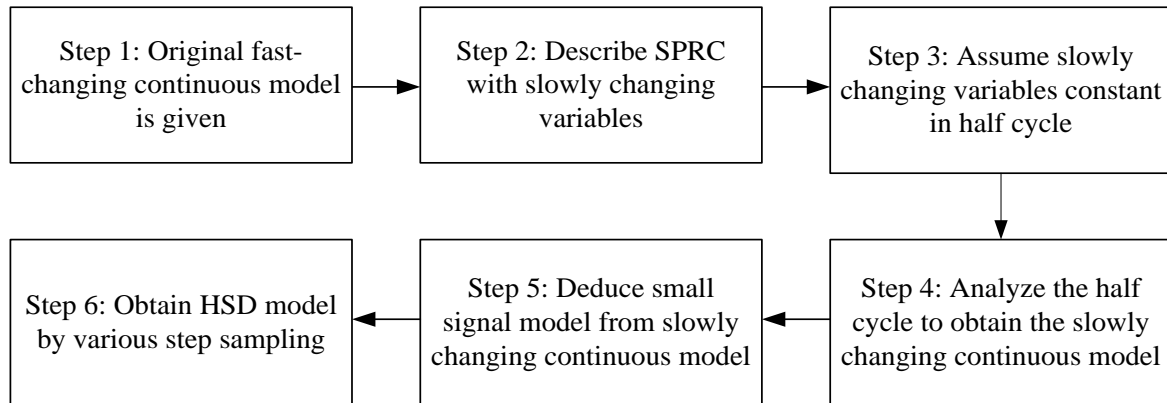 Step 1: Original fast-
changing continuous model
is given
Step 2: Describe SPRC
with slowly changing
variables
Step 3: Assume slowly
changing variables constant
in half cycle
Step 4: Analyze the half
cycle to obtain the slowly
changing continuous model
Step 5: Deduce small
signal model from slowly
changing continuous model
Step 6: Obtain HSD model
by various step sampling